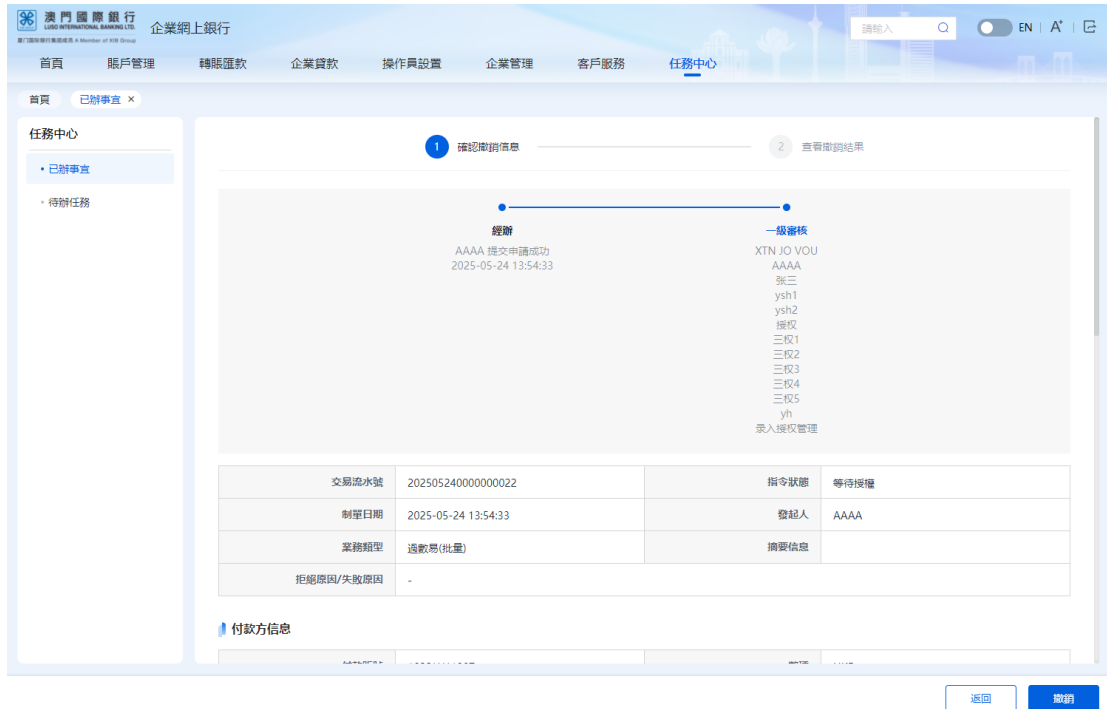 澳門國際銀行
LUSO INTERNATIONAL BANKING LTD.
A Member of XIB Group
企業網上銀行
請輸入
EN
A+
首頁 賬戶管理 轉賬匯款 企業貸款 操作員設置 企業管理 客戶服務 任務中心
首頁 已辦事宜 ×
任務中心
已辦事宜
待辦任務
1 確認撤銷信息
2 查看撤銷結果
經辦
AAAA 提交申請成功
2025-05-24 13:54:33
一級審核
XTN JO VOU
AAAA
张三
ysh1
ysh2
授权
三权1
三权2
三权3
三权4
三权5
yh
录入授权管理
交易流水號 202505240000000022 指令狀態 等待授權
制單日期 2025-05-24 13:54:33 發起人 AAAA
業務類型 過數易(批量) 摘要信息
拒絕原因/失敗原因 -
付款方信息
返回 撤銷